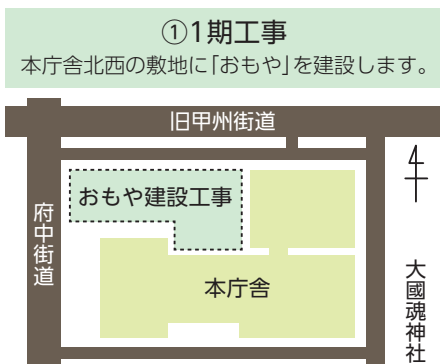 ①1期工事
本庁舎北西の敷地に「おもや」を建設します。
旧甲州街道
おもや建設工事
府中街道
本庁舎
大國魂神社